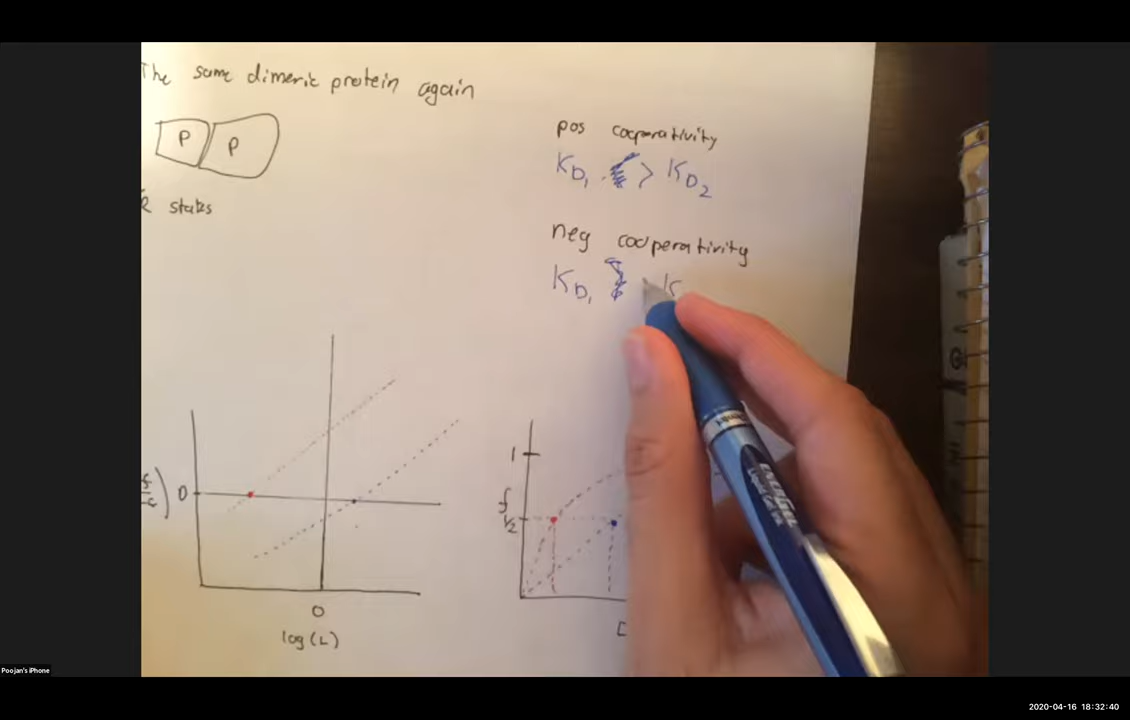 The same dimeric protein again
P P
R states
pos cooperativity
KD1 > KD2
neg cooperativity
KD1 K
0
0
log(L)
1
f
1/2
[
Poojan's iPhone
2020-04-16 18:32:40